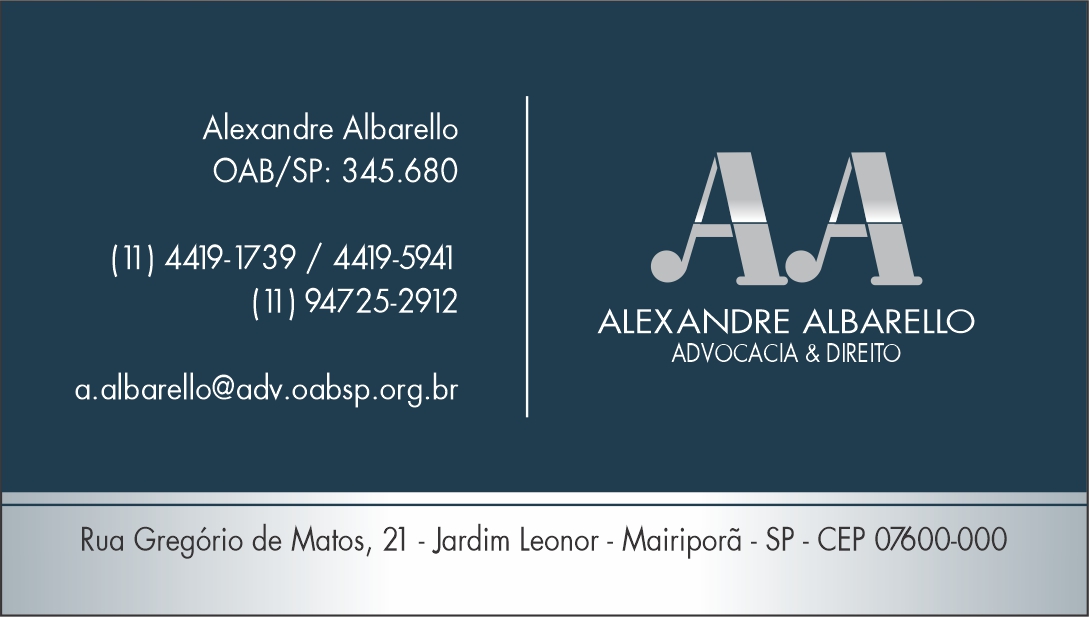 Alexandre Albarello
OAB/SP: 345.680
(11) 4419-1739 / 4419-5941
(11) 94725-2912
a.albarello@adv.oabsp.org.br
AA
ALEXANDRE ALBARELLO
ADVOCACIA & DIREITO
Rua Gregório de Matos, 21 - Jardim Leonor - Mairiporã - SP - CEP 07600-000